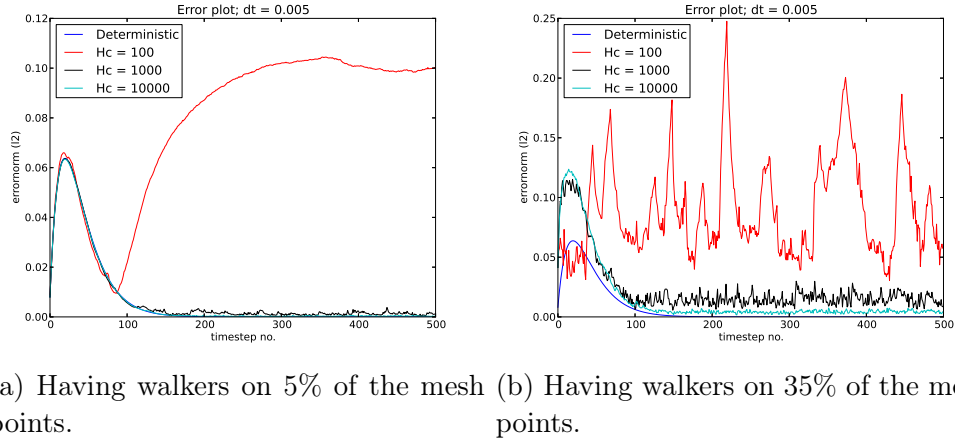 Error plot; dt = 0.005
0.12
0.10
0.08
0.06
0.04
0.02
0.00
errornorm (l2)
Deterministic
Hc = 100
Hc = 1000
Hc = 10000
0 100 200 300 400 500
timestep no.
Error plot; dt = 0.005
0.25
0.20
0.15
0.10
0.05
0.00
errornorm (l2)
Deterministic
Hc = 100
Hc = 1000
Hc = 10000
0 100 200 300 400 500
timestep no.
a) Having walkers on 5% of the mesh
points.
(b) Having walkers on 35% of the me
points.